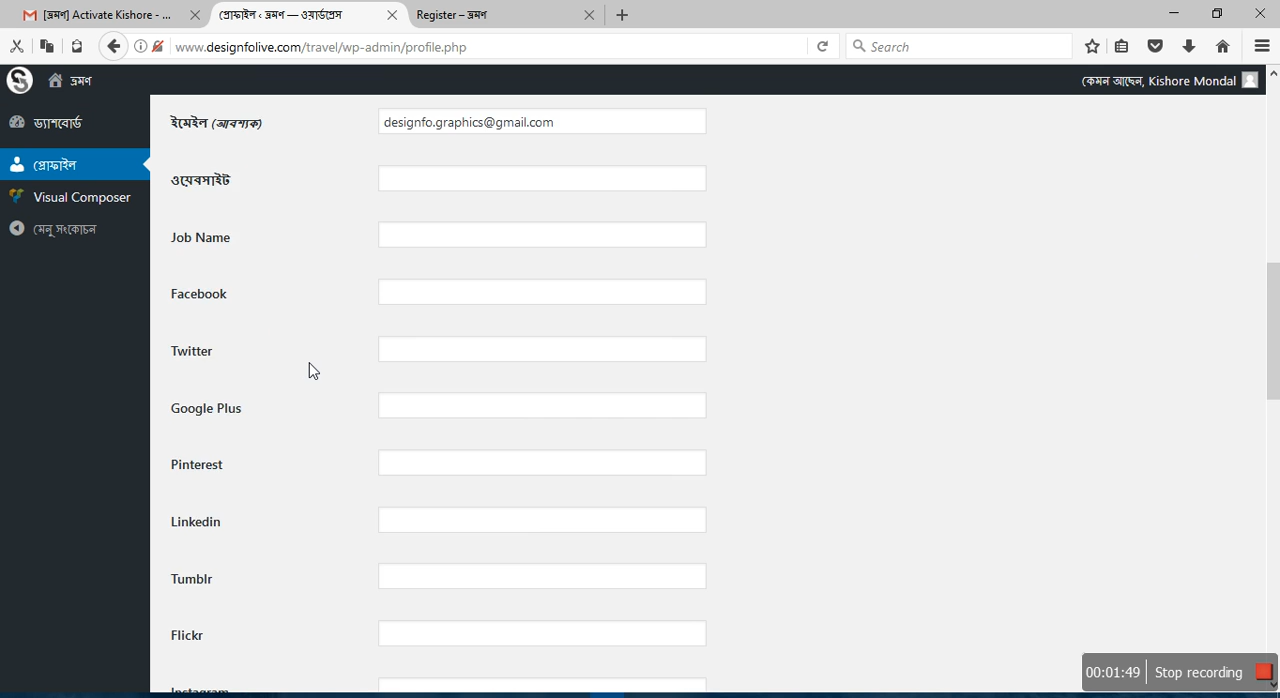 [ভ্রমণ] Activate Kishore - ...
প্রোফাইল ‹ ভ্রমণ — ওয়ার্ডপ্রেস
Register – ভ্রমণ
www.designfolive.com/travel/wp-admin/profile.php
Search
ভ্রমণ
কেমন আছেন, Kishore Mondal
ড্যাশবোর্ড
প্রোফাইল
Visual Composer
মেনু সংকোচন
ইমেইল (আবশ্যক)
designfo.graphics@gmail.com
ওয়েবসাইট
Job Name
Facebook
Twitter
Google Plus
Pinterest
Linkedin
Tumblr
Flickr
Instagram
00:01:49
Stop recording